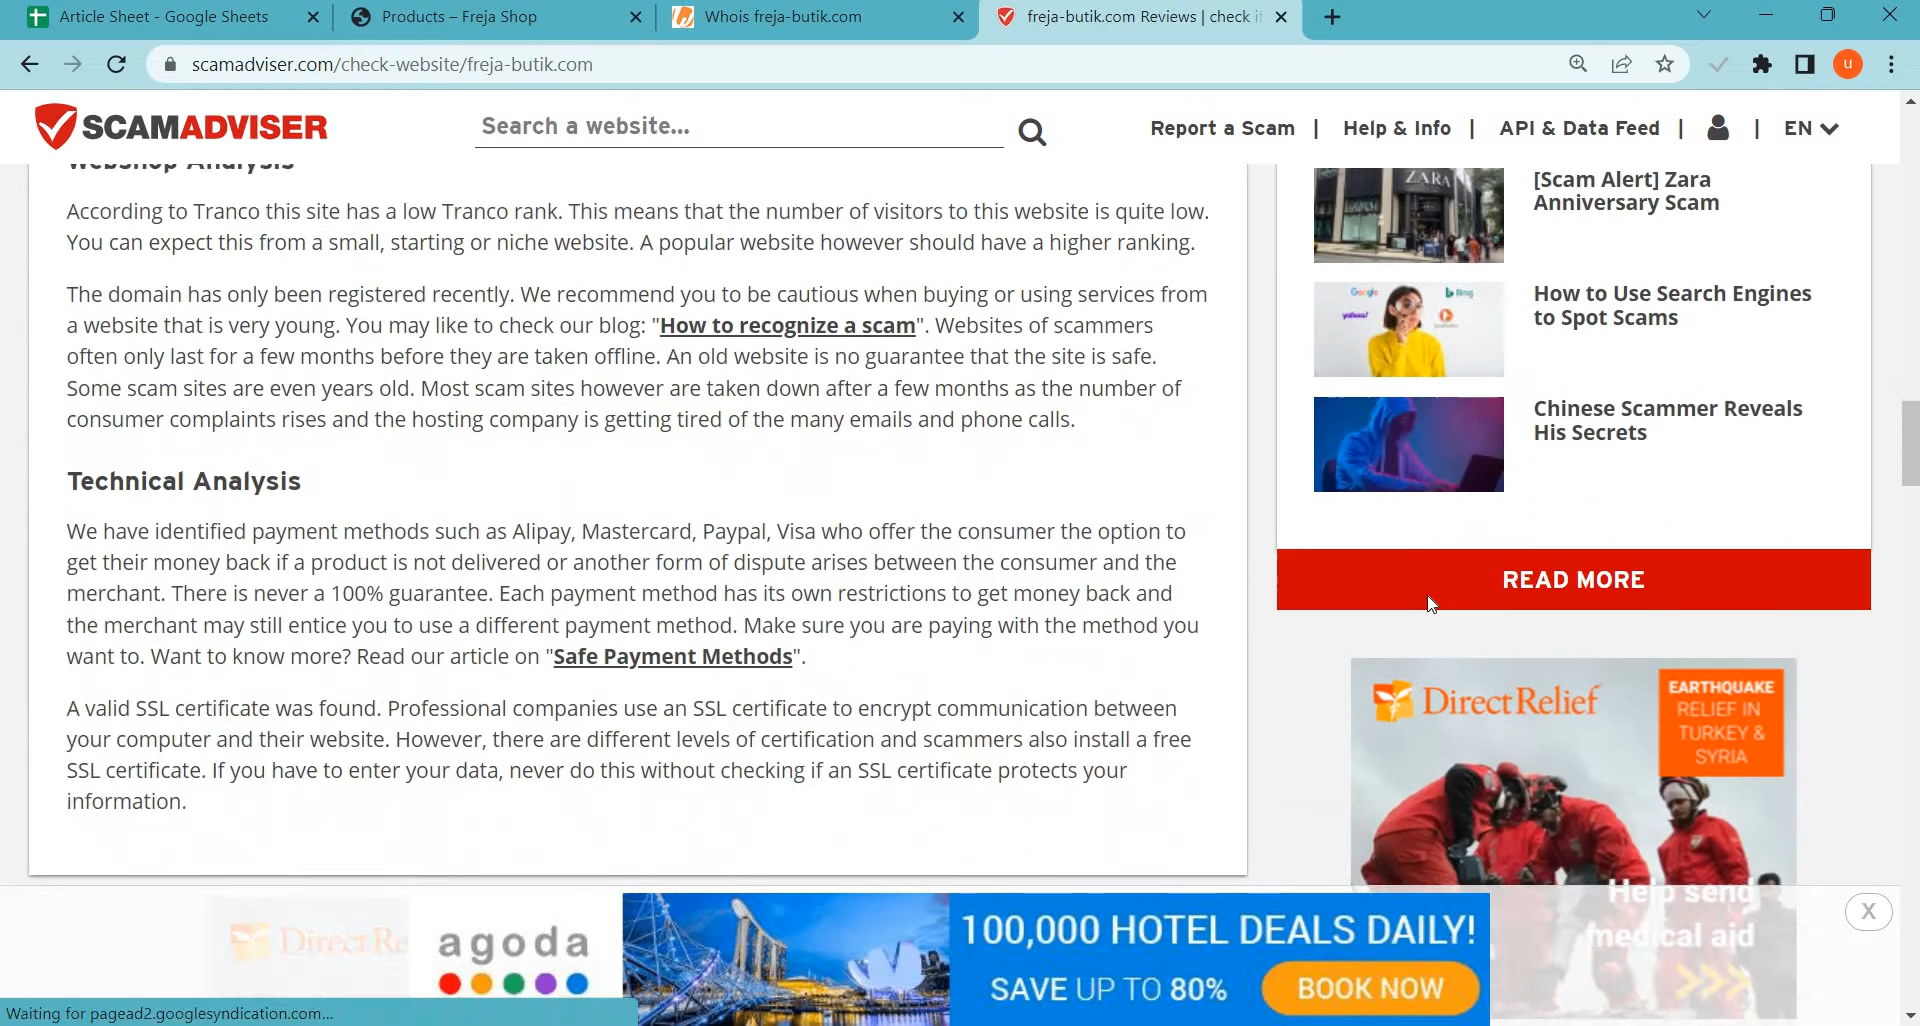 Article Sheet - Google Sheets
Products – Freja Shop
Whois freja-butik.com
freja-butik.com Reviews | check i
scamadviser.com/check-website/freja-butik.com
u
SCAMADVISER
Search a website...
Report a Scam | Help & Info | API & Data Feed | | EN
Webshop Analysis
According to Tranco this site has a low Tranco rank. This means that the number of visitors to this website is quite low.
You can expect this from a small, starting or niche website. A popular website however should have a higher ranking.
The domain has only been registered recently. We recommend you to be cautious when buying or using services from
a website that is very young. You may like to check our blog: "How to recognize a scam". Websites of scammers
often only last for a few months before they are taken offline. An old website is no guarantee that the site is safe.
Some scam sites are even years old. Most scam sites however are taken down after a few months as the number of
consumer complaints rises and the hosting company is getting tired of the many emails and phone calls.
Technical Analysis
We have identified payment methods such as Alipay, Mastercard, Paypal, Visa who offer the consumer the option to
get their money back if a product is not delivered or another form of dispute arises between the consumer and the
merchant. There is never a 100% guarantee. Each payment method has its own restrictions to get money back and
the merchant may still entice you to use a different payment method. Make sure you are paying with the method you
want to. Want to know more? Read our article on "Safe Payment Methods".
A valid SSL certificate was found. Professional companies use an SSL certificate to encrypt communication between
your computer and their website. However, there are different levels of certification and scammers also install a free
SSL certificate. If you have to enter your data, never do this without checking if an SSL certificate protects your
information.
ZARA
[Scam Alert] Zara
Anniversary Scam
Google
Bing
yahoo!
How to Use Search Engines
to Spot Scams
Chinese Scammer Reveals
His Secrets
READ MORE
Direct Relief
EARTHQUAKE
RELIEF IN
TURKEY &
SYRIA
Help send
medical aid
X
Direct Re
agoda
100,000 HOTEL DEALS DAILY!
SAVE UP TO 80%
BOOK NOW
Waiting for pagead2.googlesyndication.com...